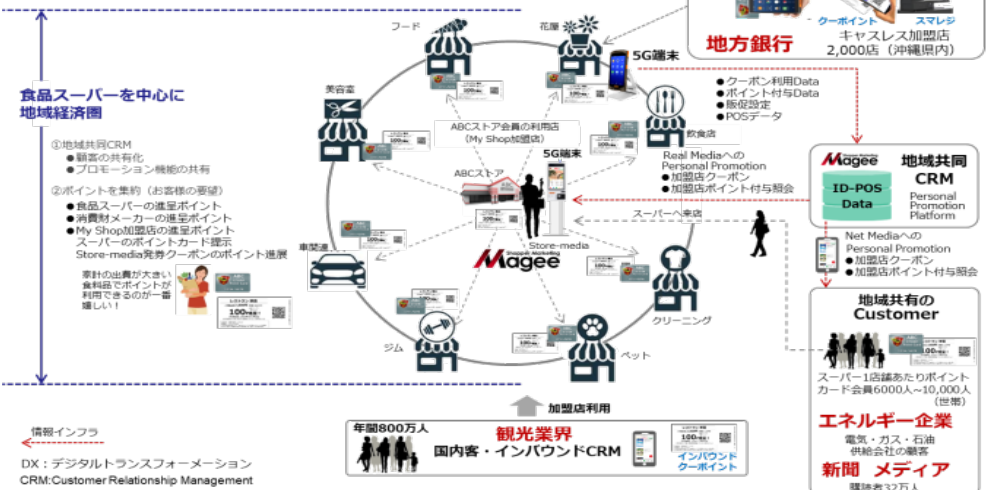 クーポイント
スマレジ
地方銀行
キャスレス加盟店
2,000店（沖縄県内）
フード
花屋
5G端末
●クーポン利用Data
●ポイント付与Data
●販促設定
●POSデータ
食品スーパーを中心に
地域経済圏
美容室
①地域共同CRM
●顧客の共有化
●プロモーション機能の共有
②ポイントを集約（お客様の要望）
●食品スーパーの進呈ポイント
●消費財メーカーの進呈ポイント
●My Shop加盟店の進呈ポイント
スーパーのポイントカード提示
Store-media発券クーポンのポイント進展
家計の出費が大きい
食料品でポイントが
利用できるのが一番
嬉しい！
100
ABCストア会員の利用店
（My Shop加盟店）
飲食店
5G端末
ABCストア
Real Mediaへの
Personal Promotion
●加盟店クーポン
●加盟店ポイント付与照会
スーパーへ来店
Store-media
Shopper Marketing
Magee
車関連
ジム
ペット
クリーニング
Magee
地域共同
CRM
ID-POS
Data
Personal
Promotion
Platform
Net Mediaへの
Personal Promotion
●加盟店クーポン
●加盟店ポイント付与照会
地域共有の
Customer
スーパー1店舗あたりポイント
カード会員6000人~10,000人
（世帯）
エネルギー企業
電気・ガス・石油
供給会社の顧客
新聞 メディア
購読者32万人
加盟店利用
年間800万人
観光業界
国内客・インバウンドCRM
100
インバウンド
クーポイント
情報インフラ
DX：デジタルトランスフォーメーション
CRM:Customer Relationship Management